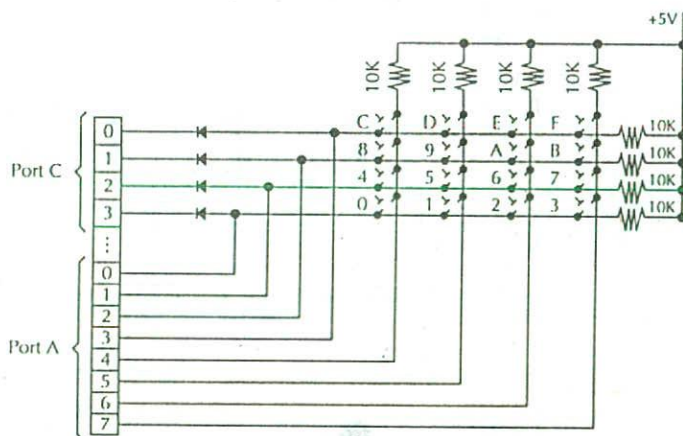 +5V
10K 10K 10K 10K
0 C D E F 10K
1 8 9 A B 10K
Port C
2 4 5 6 7 10K
3 0 1 2 3 10K
⋮
0
1
2
Port A
3
4
5
6
7